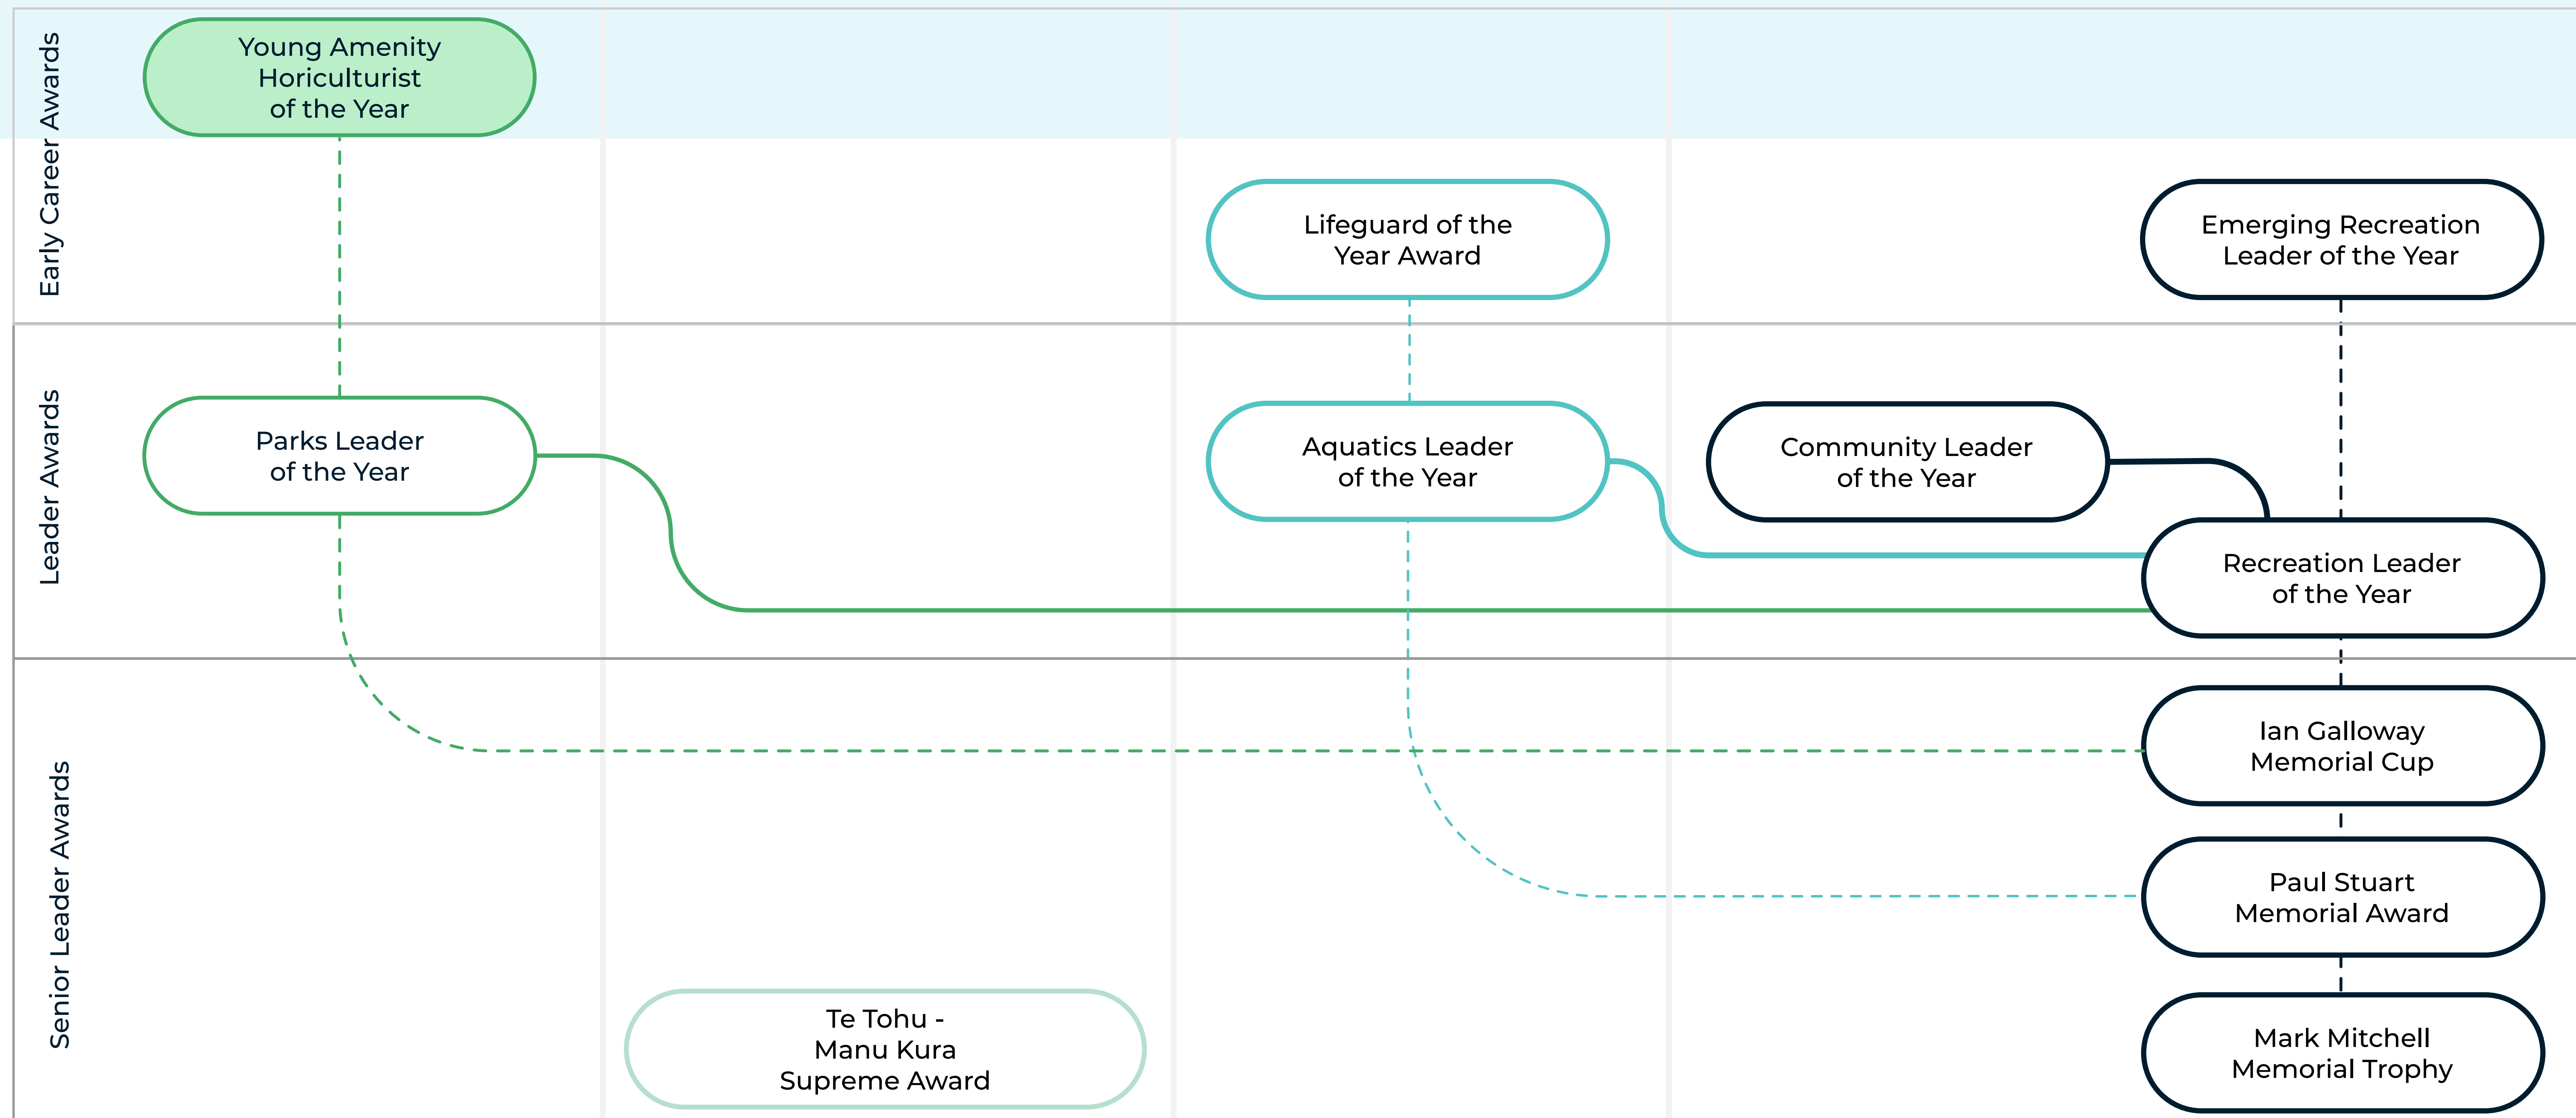 Early Career Awards
Young Amenity
Horiculturist
of the Year
Lifeguard of the
Year Award
Emerging Recreation
Leader of the Year
Leader Awards
Parks Leader
of the Year
Aquatics Leader
of the Year
Community Leader
of the Year
Recreation Leader
of the Year
Senior Leader Awards
Ian Galloway
Memorial Cup
Paul Stuart
Memorial Award
Te Tohu -
Manu Kura
Supreme Award
Mark Mitchell
Memorial Trophy